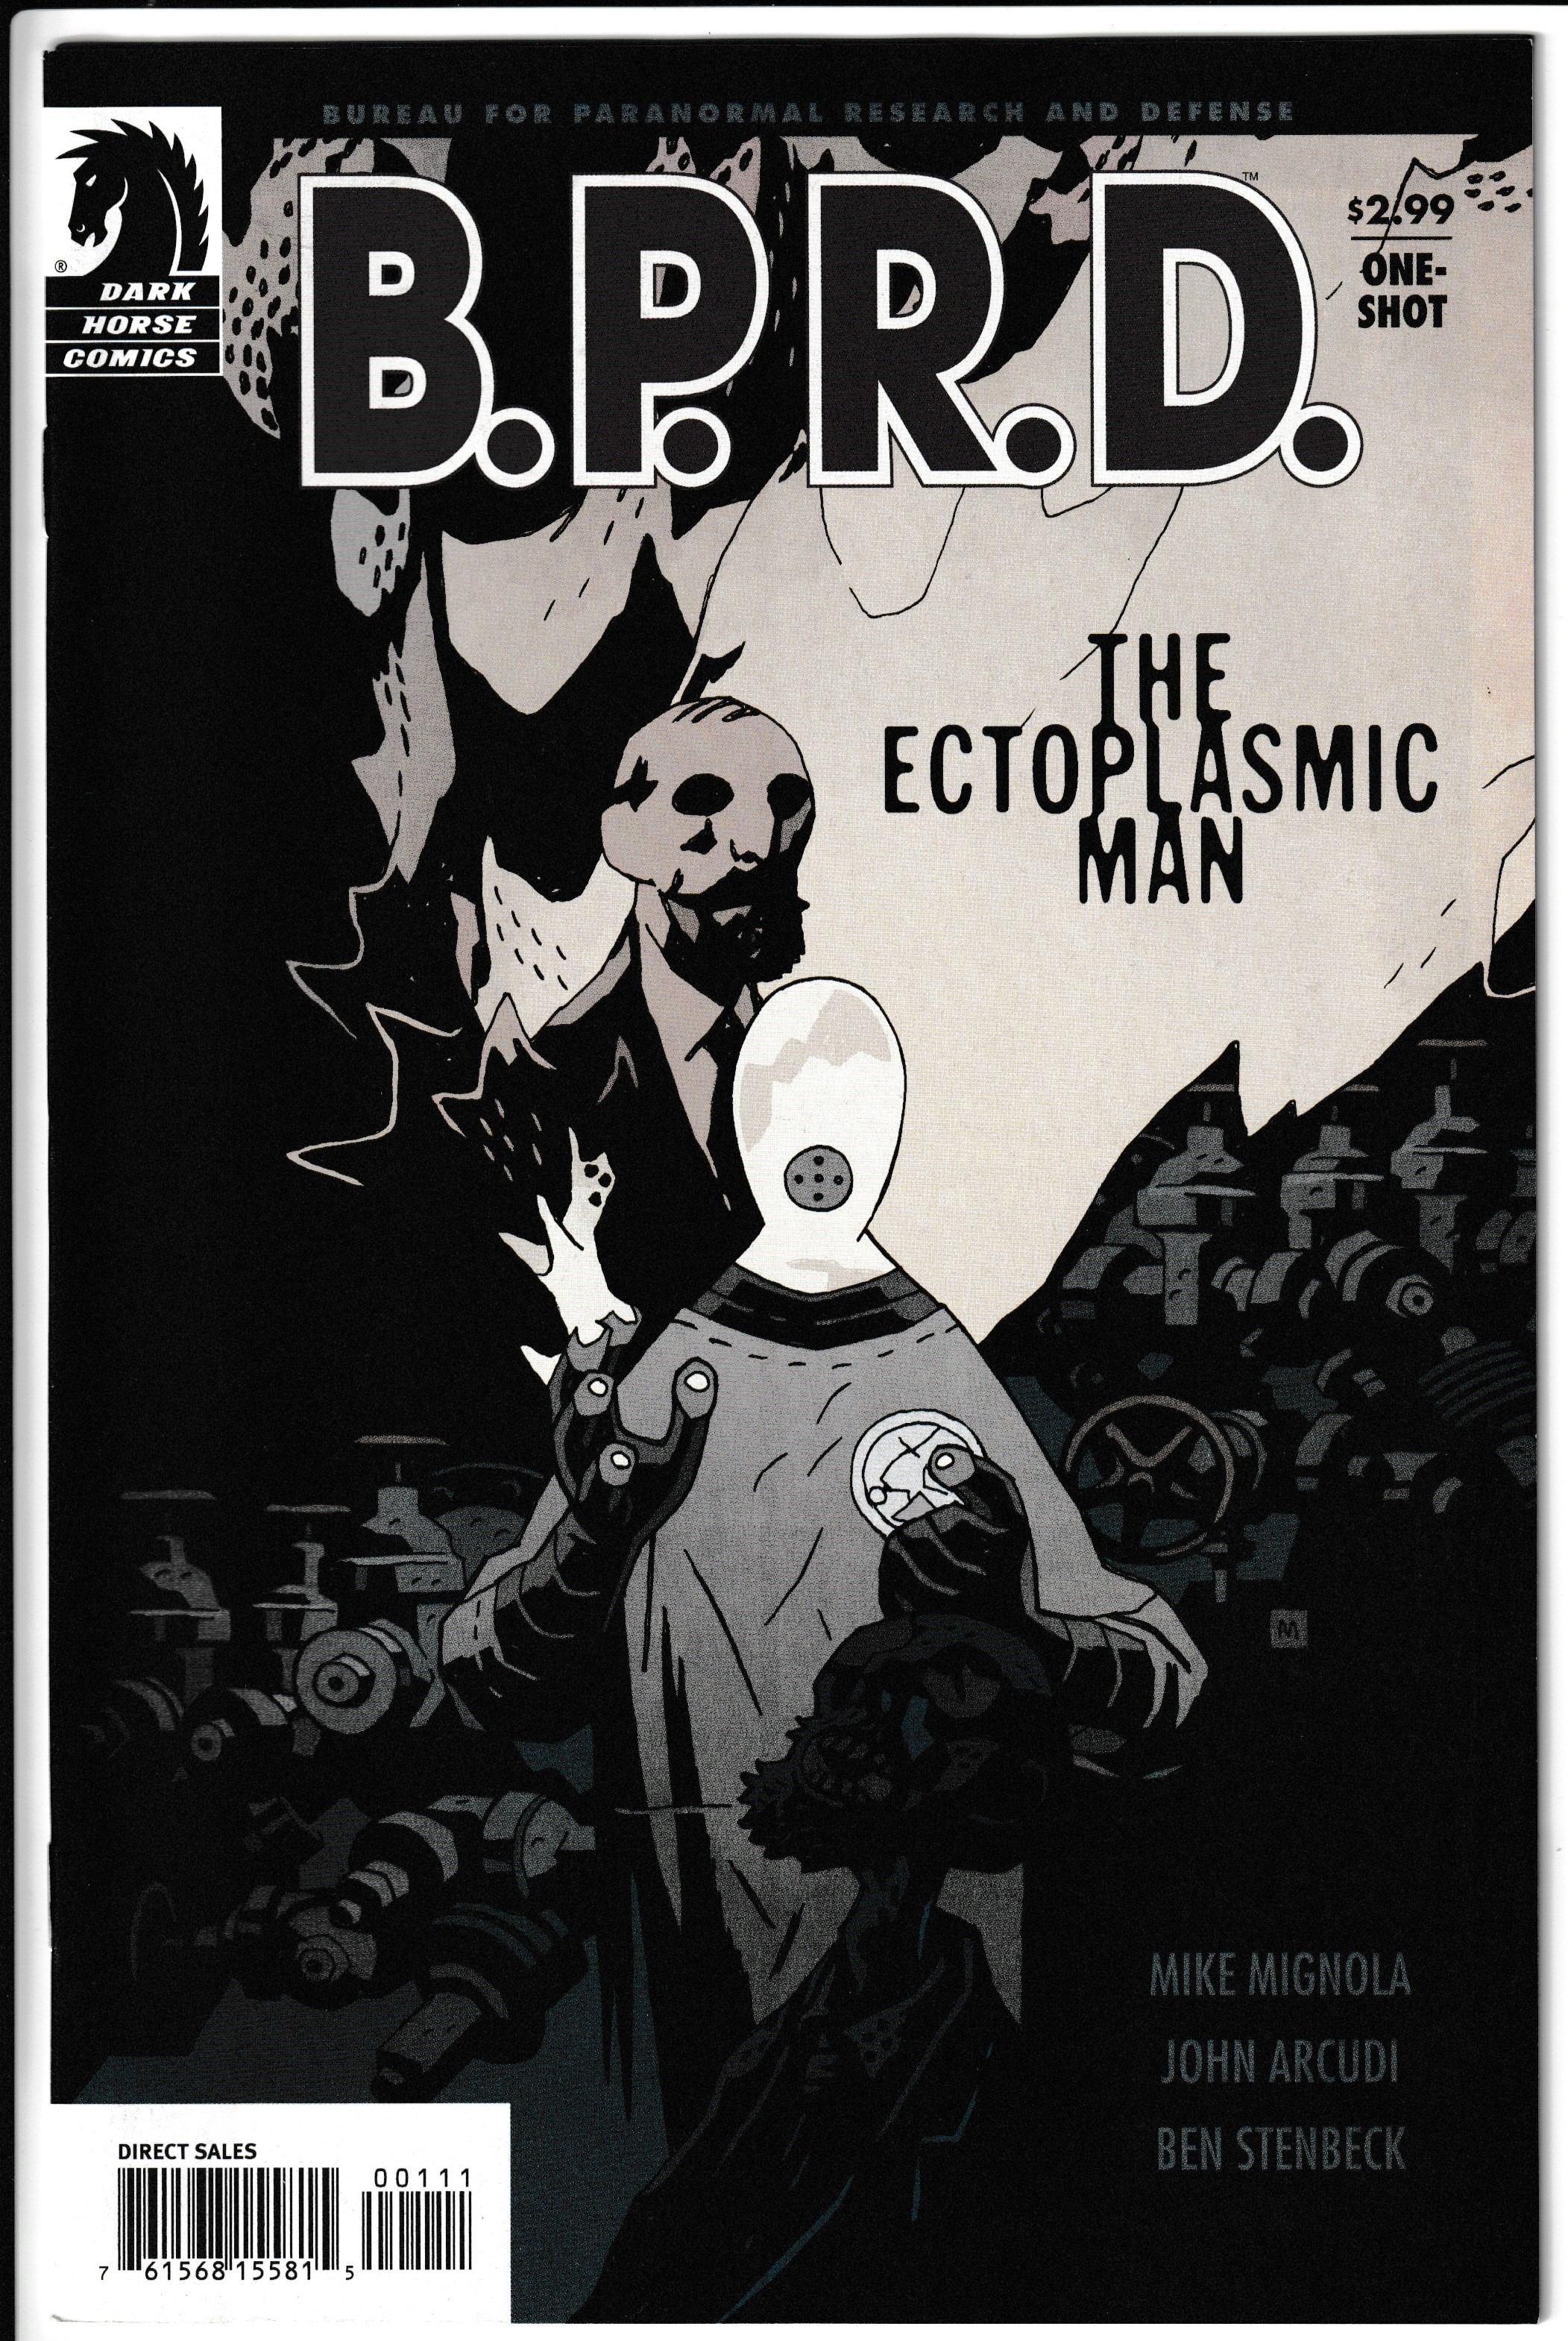 BUREAU FOR PARANORMAL RESEARCH AND DEFENSE
B.P.R.D.™
®
DARK
HORSE
COMICS
$2.99
ONE-
SHOT
THE
ECTOPLASMIC
MAN
M
MIKE MIGNOLA
JOHN ARCUDI
BEN STENBECK
DIRECT SALES
00111
7 61568 15581 5